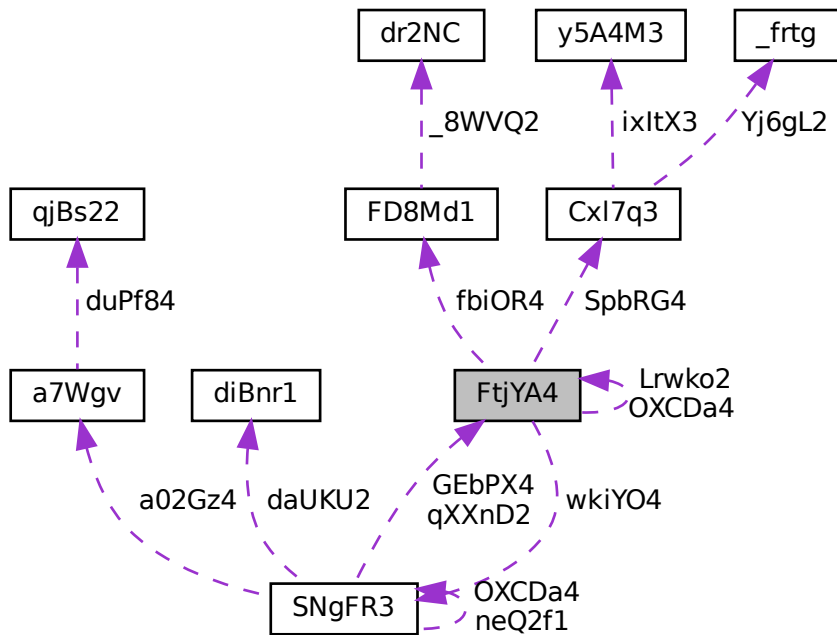 dr2NC
y5A4M3
_frtg
_8WVQ2
ixItX3
Yj6gL2
qjBs22
FD8Md1
Cxl7q3
duPf84
fbiOR4
SpbRG4
a7Wgv
diBnr1
FtjYA4
Lrwko2
OXCDa4
a02Gz4
daUKU2
GEbPX4
qXXnD2
wkiYO4
SNgFR3
OXCDa4
neQ2f1